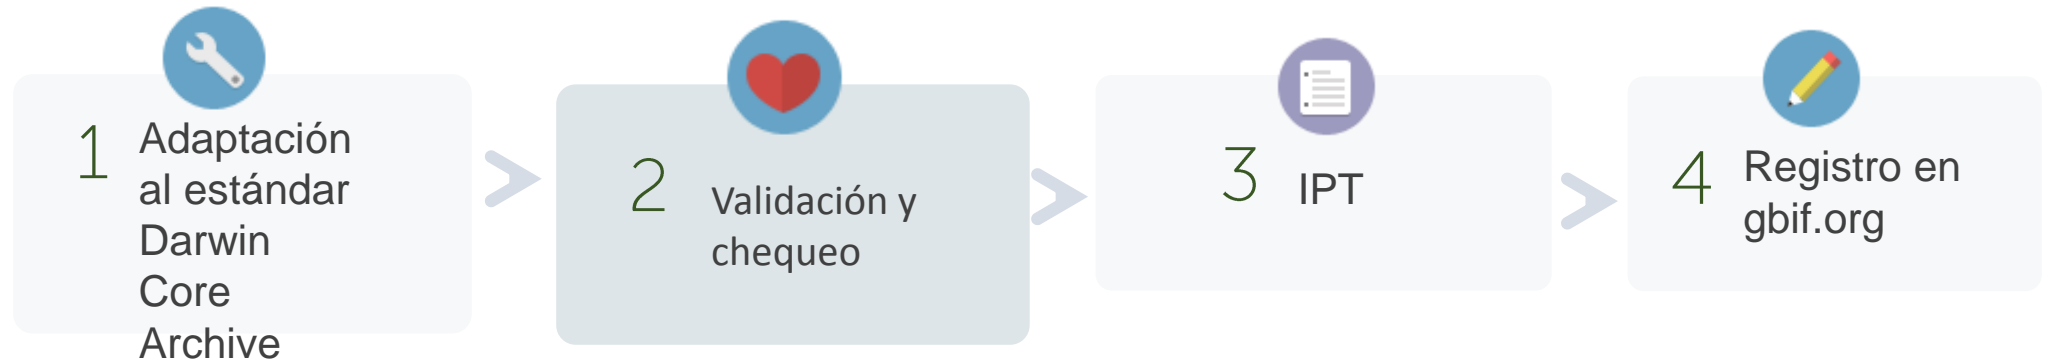 1
Adaptación
al estándar
Darwin
Core
Archive
2
Validación y
chequeo
3
IPT
4
Registro en
gbif.org